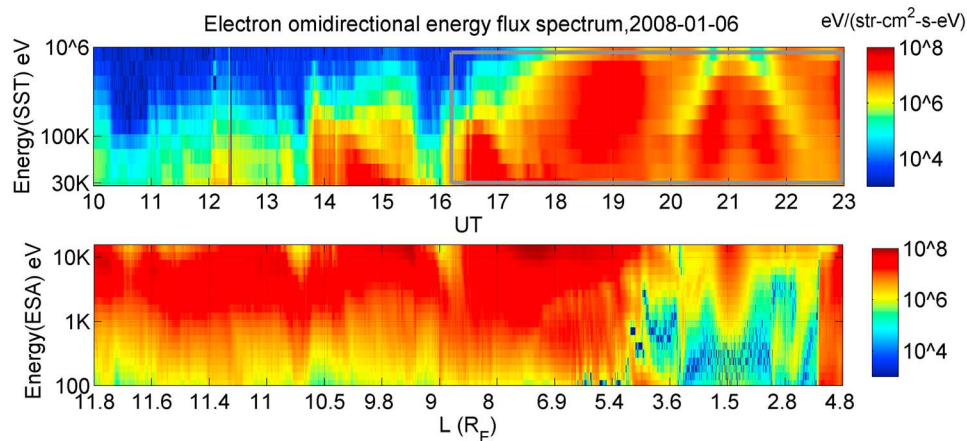 Electron omidirectional energy flux spectrum,2008-01-06
eV/(str-cm^2-s-eV)
Energy(SST) eV
10^6
100K
30K
10 11 12 13 14 15 16 17 18 19 20 21 22 23
UT
10^8
10^6
10^4
Energy(ESA) eV
10K
1K
100
11.8 11.6 11.4 11 10.5 9.8 9 8 6.9 5.4 3.6 1.5 2.8 4.8
L (R_E)
10^8
10^6
10^4